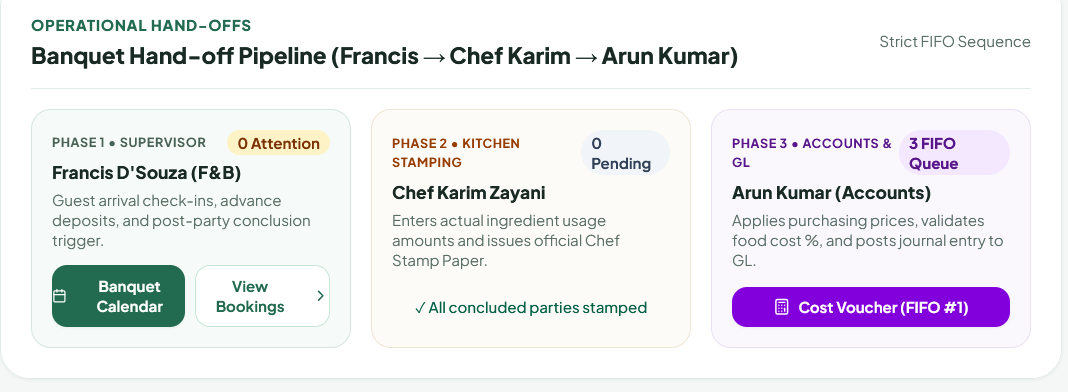 OPERATIONAL HAND-OFFS
Banquet Hand-off Pipeline (Francis → Chef Karim → Arun Kumar)
Strict FIFO Sequence
PHASE 1 • SUPERVISOR
0 Attention
Francis D'Souza (F&B)
Guest arrival check-ins, advance
deposits, and post-party conclusion
trigger.
Banquet
Calendar
View
Bookings
PHASE 2 • KITCHEN
STAMPING
0
Pending
Chef Karim Zayani
Enters actual ingredient usage
amounts and issues official Chef
Stamp Paper.
✓ All concluded parties stamped
PHASE 3 • ACCOUNTS &
GL
3 FIFO
Queue
Arun Kumar (Accounts)
Applies purchasing prices, validates
food cost %, and posts journal entry to
GL.
Cost Voucher (FIFO #1)